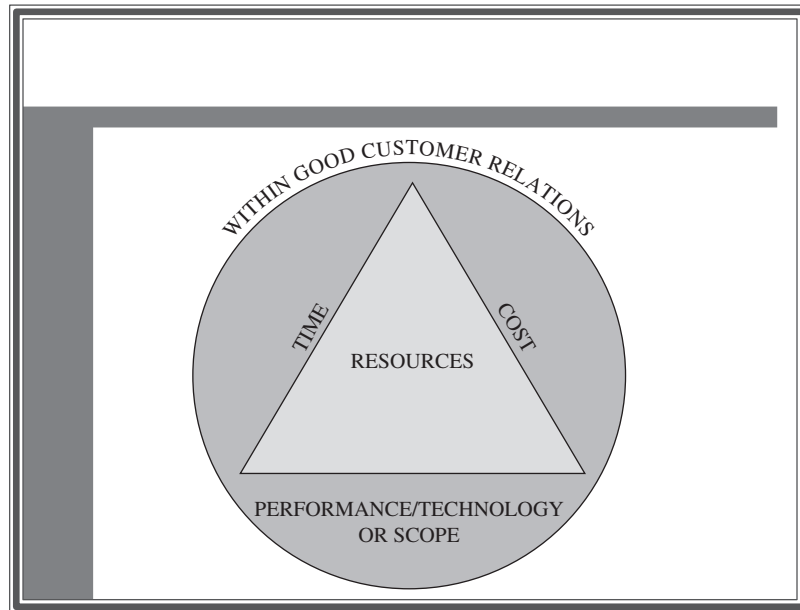 WITHIN GOOD CUSTOMER RELATIONS
TIME
COST
RESOURCES
PERFORMANCE/TECHNOLOGY
OR SCOPE